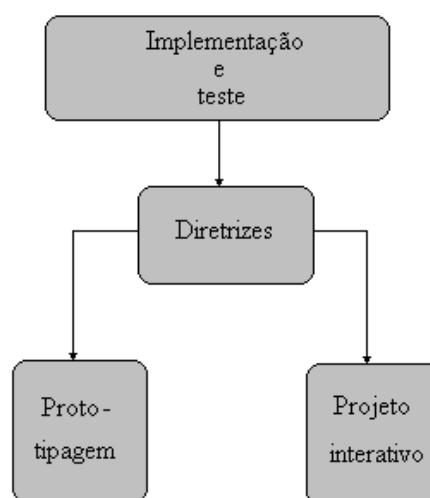 Implementação
e
teste
Diretrizes
Proto-
tipagem
Projeto
interativo